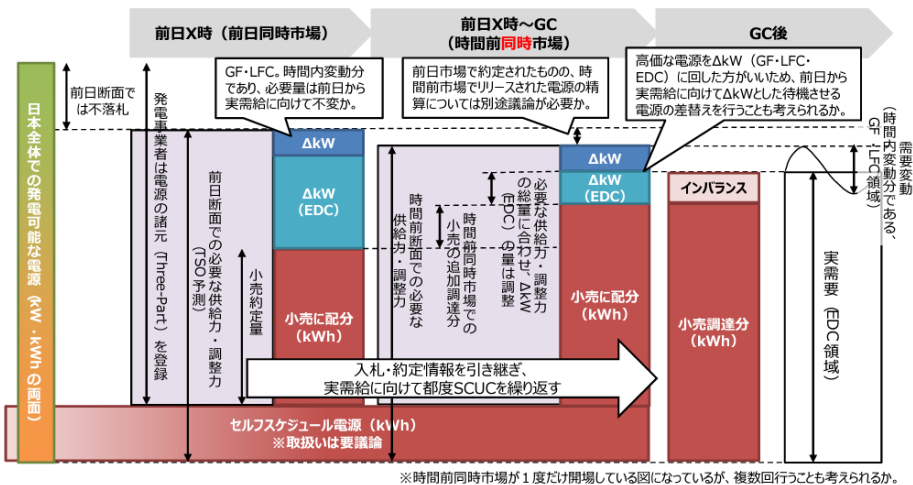 前日X時（前日同時市場）
前日X時～GC
（時間前同時市場）
GC後
GF・LFC。時間内変動分
であり、必要量は前日から
実需給に向けて不変か。
前日市場で約定されたものの、時
間前市場でリリースされた電源の精
算については別途議論が必要か。
高価な電源をΔkW（GF・LFC・
EDC）に回した方がいいため、前日から
実需給に向けてΔkWとした待機させる
電源の差替えを行うことも考えられるか。
日本全体での発電可能な電源（kW・kWhの両面）
前日断面で
は不落札
発電事業者は電源の諸元（Three-Part）を登録
前日断面での必要な供給力・調整力
（TSO予測）
小売約定量
ΔkW
ΔkW
（EDC）
小売に配分
（kWh）
時間前断面での必要な
供給力・調整力
時間前同時市場での
小売の追加調達分
必要な供給力・調整力
の総量に合わせ、ΔkW
（EDC）の量は調整
ΔkW
ΔkW
（EDC）
小売に配分
（kWh）
インバランス
小売調達分
（kWh）
実需要（EDC領域）
需要変動
（時間内変動分である、
GF・LFC領域）
入札・約定情報を引き継ぎ、
実需給に向けて都度SCUCを繰り返す
セルフスケジュール電源（kWh）
※取扱いは要議論
※時間前同時市場が１度だけ開場している図になっているが、複数回行うことも考えられるか。